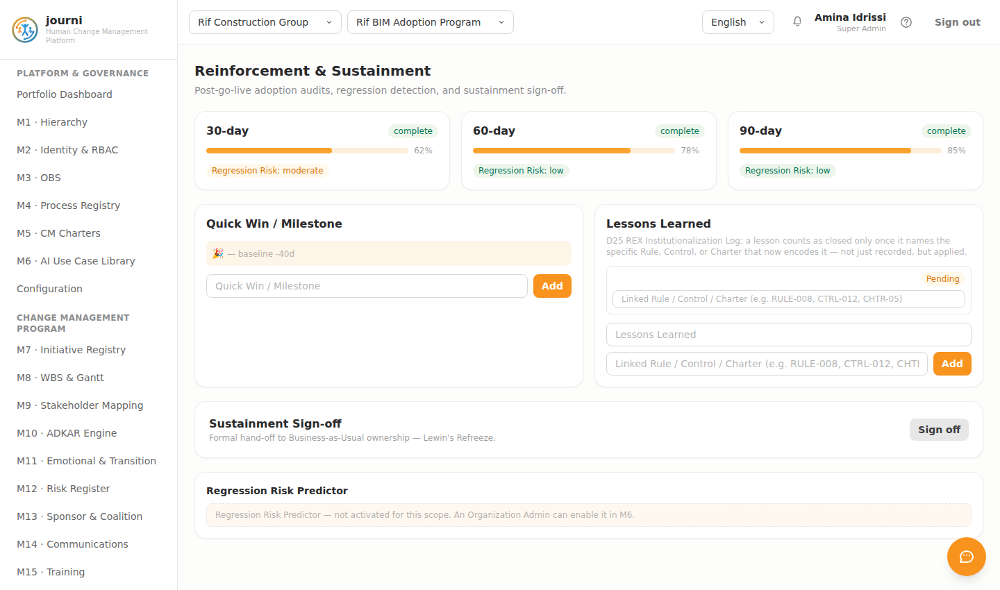 journi
Human Change Management
Platform
Rif Construction Group
Rif BIM Adoption Program
English
Amina Idrissi
Super Admin
Sign out
PLATFORM & GOVERNANCE
Portfolio Dashboard
M1 · Hierarchy
M2 · Identity & RBAC
M3 · OBS
M4 · Process Registry
M5 · CM Charters
M6 · AI Use Case Library
Configuration
CHANGE MANAGEMENT
PROGRAM
M7 · Initiative Registry
M8 · WBS & Gantt
M9 · Stakeholder Mapping
M10 · ADKAR Engine
M11 · Emotional & Transition
M12 · Risk Register
M13 · Sponsor & Coalition
M14 · Communications
M15 · Training
Reinforcement & Sustainment
Post-go-live adoption audits, regression detection, and sustainment sign-off.
30-day
complete
62%
Regression Risk: moderate
60-day
complete
78%
Regression Risk: low
90-day
complete
85%
Regression Risk: low
Quick Win / Milestone
🎉 — baseline -40d
Quick Win / Milestone
Add
Lessons Learned
D25 REX Institutionalization Log: a lesson counts as closed only once it names the
specific Rule, Control, or Charter that now encodes it — not just recorded, but applied.
Pending
Linked Rule / Control / Charter (e.g. RULE-008, CTRL-012, CHTR-05)
Lessons Learned
Linked Rule / Control / Charter (e.g. RULE-008, CTRL-012, CHTI
Add
Sustainment Sign-off
Formal hand-off to Business-as-Usual ownership — Lewin's Refreeze.
Sign off
Regression Risk Predictor
Regression Risk Predictor — not activated for this scope. An Organization Admin can enable it in M6.